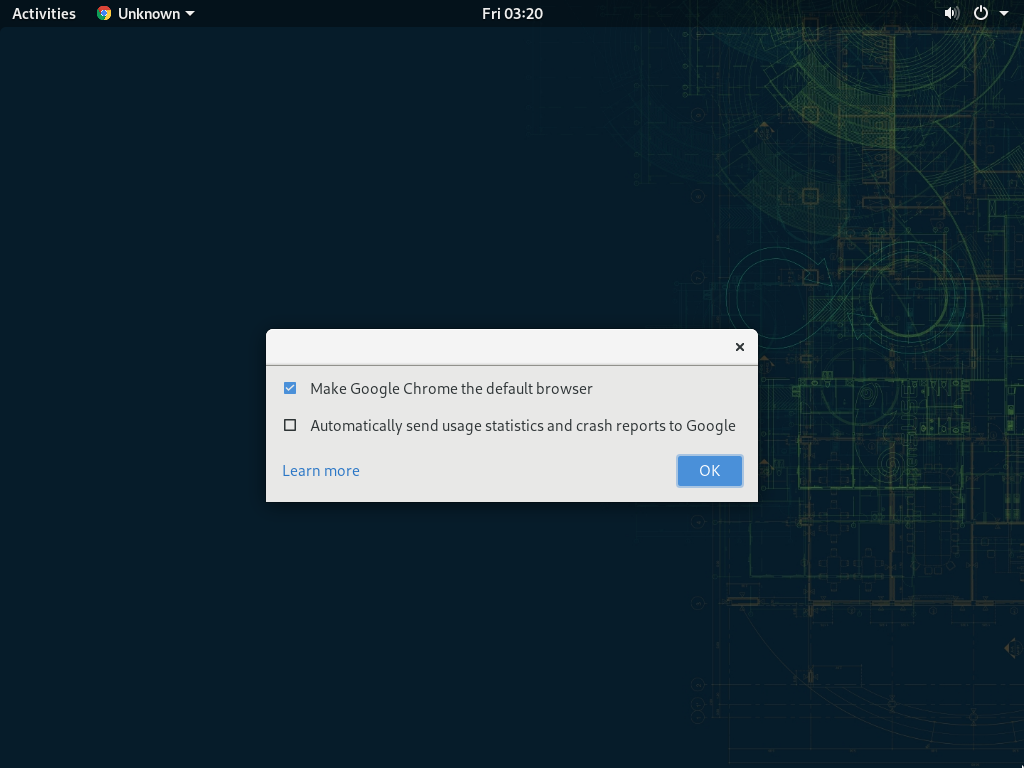 Activities Unknown Fri 03:20
Make Google Chrome the default browser
Automatically send usage statistics and crash reports to Google
Learn more OK